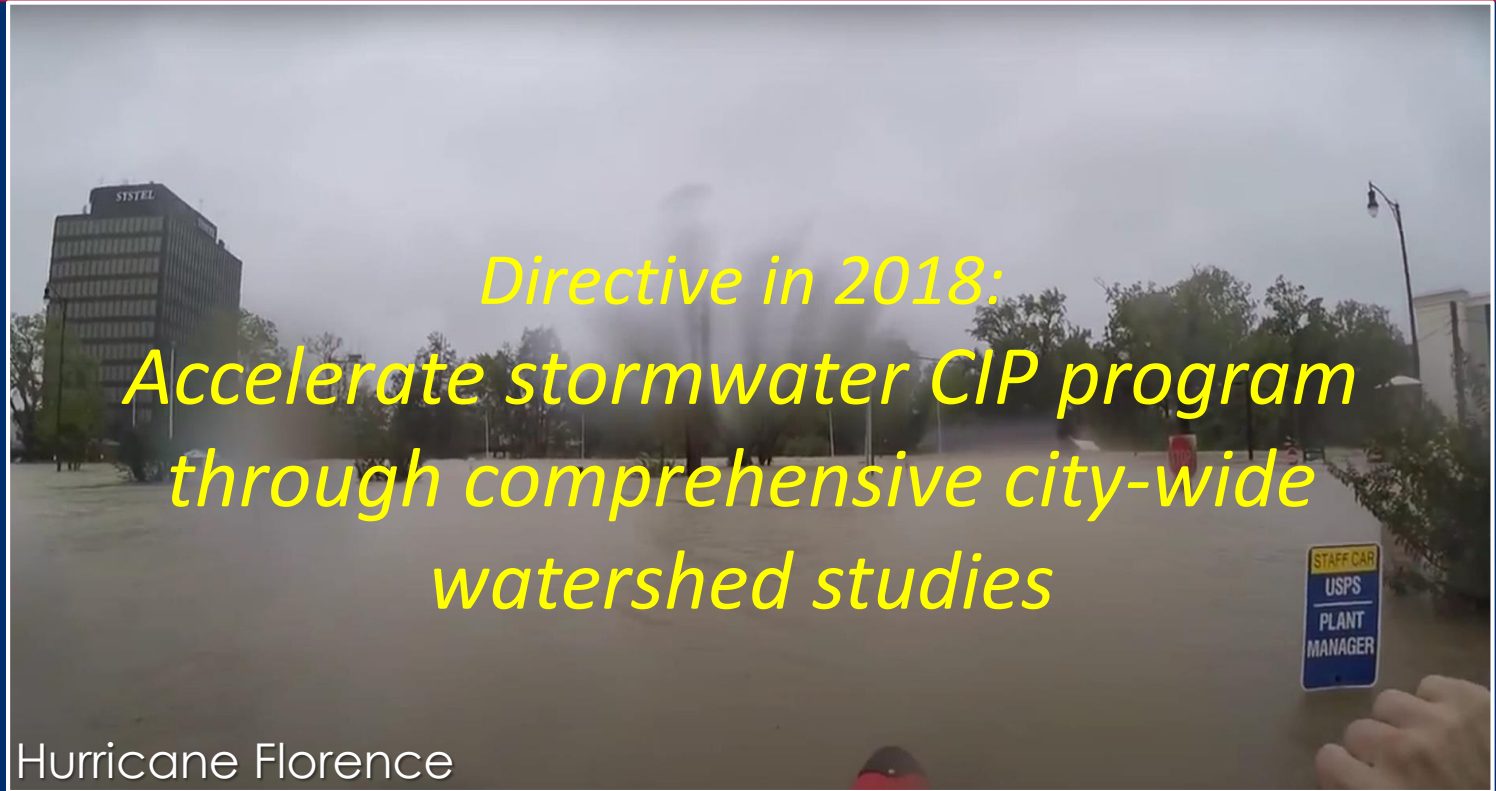 SYSTEL
Directive in 2018:
Accelerate stormwater CIP program
through comprehensive city-wide
watershed studies
STAFF CAR
USPS
PLANT
MANAGER
Hurricane Florence